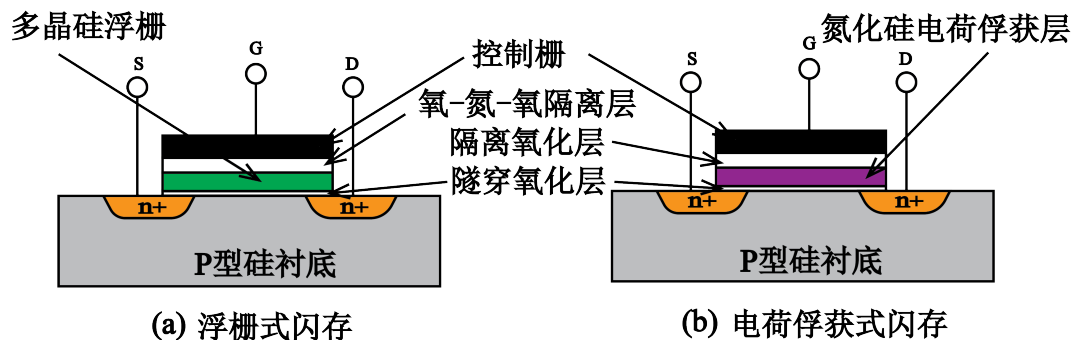 多晶硅浮栅
氮化硅电荷俘获层
S
G
D
控制栅
S
G
D
氧-氮-氧隔离层
隔离氧化层
隧穿氧化层
n+
n+
n+
n+
P型硅衬底
P型硅衬底
(a) 浮栅式闪存
(b) 电荷俘获式闪存